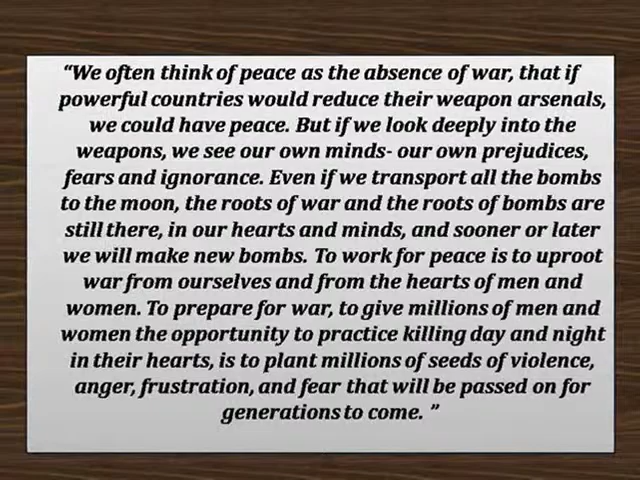 “We often think of peace as the absence of war, that if
powerful countries would reduce their weapon arsenals,
we could have peace. But if we look deeply into the
weapons, we see our own minds- our own prejudices,
fears and ignorance. Even if we transport all the bombs
to the moon, the roots of war and the roots of bombs are
still there, in our hearts and minds, and sooner or later
we will make new bombs. To work for peace is to uproot
war from ourselves and from the hearts of men and
women. To prepare for war, to give millions of men and
women the opportunity to practice killing day and night
in their hearts, is to plant millions of seeds of violence,
anger, frustration, and fear that will be passed on for
generations to come. ”